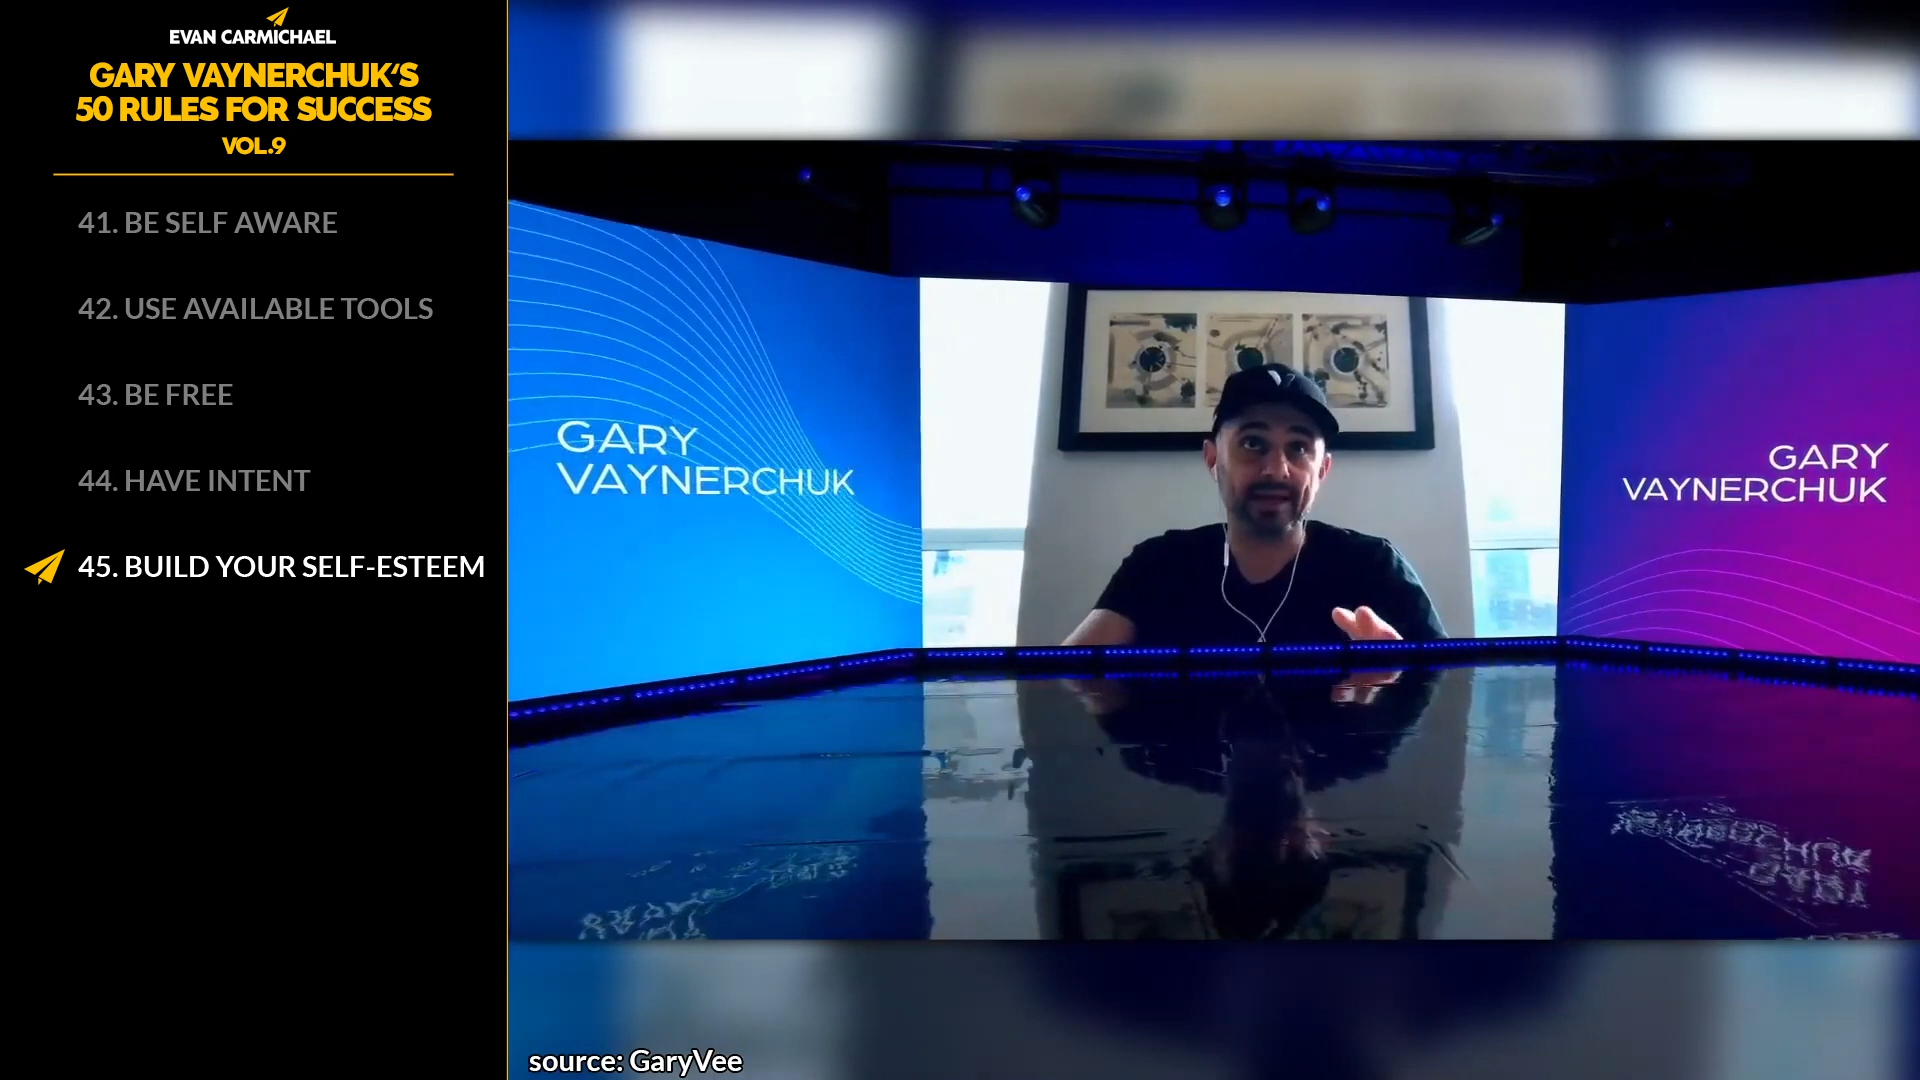 EVAN CARMICHAEL
GARY VAYNERCHUK'S
50 RULES FOR SUCCESS
VOL.9
41. BE SELF AWARE
42. USE AVAILABLE TOOLS
43. BE FREE
44. HAVE INTENT
45. BUILD YOUR SELF-ESTEEM
GARY
VAYNERCHUK
GARY
VAYNERCHUK
source: GaryVee